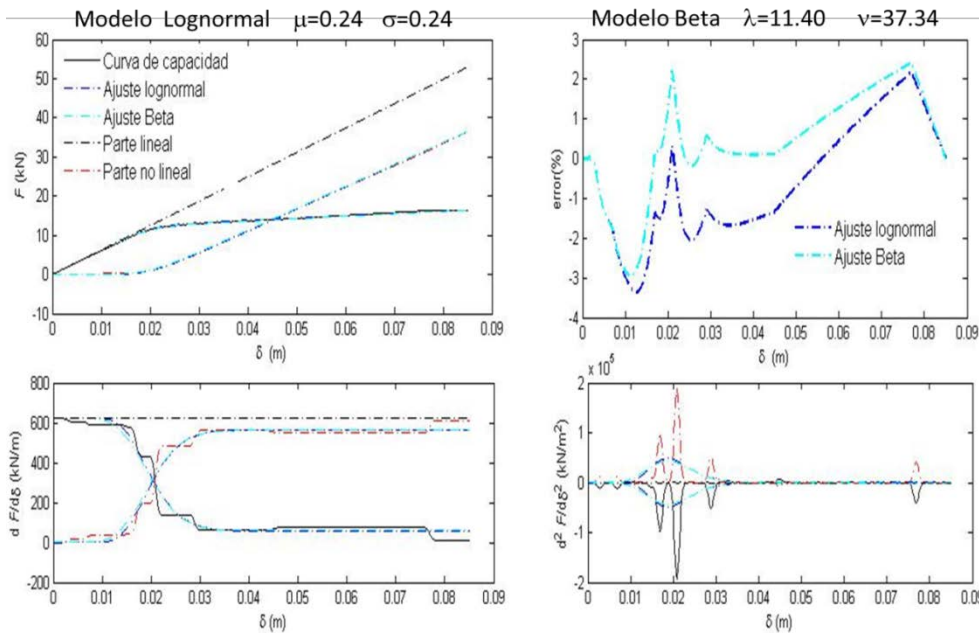 Modelo Lognormal μ=0.24 σ=0.24
Modelo Beta λ=11.40 ν=37.34
60
50
40
30
20
10
0
-10
F (kN)
Curva de capacidad
Ajuste lognormal
Ajuste Beta
Parte lineal
Parte no lineal
0 0.01 0.02 0.03 0.04 0.05 0.06 0.07 0.08 0.09
δ (m)
3
2
1
0
-1
-2
-3
-4
error(%)
Ajuste lognormal
Ajuste Beta
0 0.01 0.02 0.03 0.04 0.05 0.06 0.07 0.08 0.09
δ (m)
800
600
400
200
0
-200
d F/dδ (kN/m)
0 0.01 0.02 0.03 0.04 0.05 0.06 0.07 0.08 0.09
δ (m)
x 10⁵
2
1
0
-1
-2
d² F/dδ² (kN/m²)
0 0.01 0.02 0.03 0.04 0.05 0.06 0.07 0.08 0.09
δ (m)